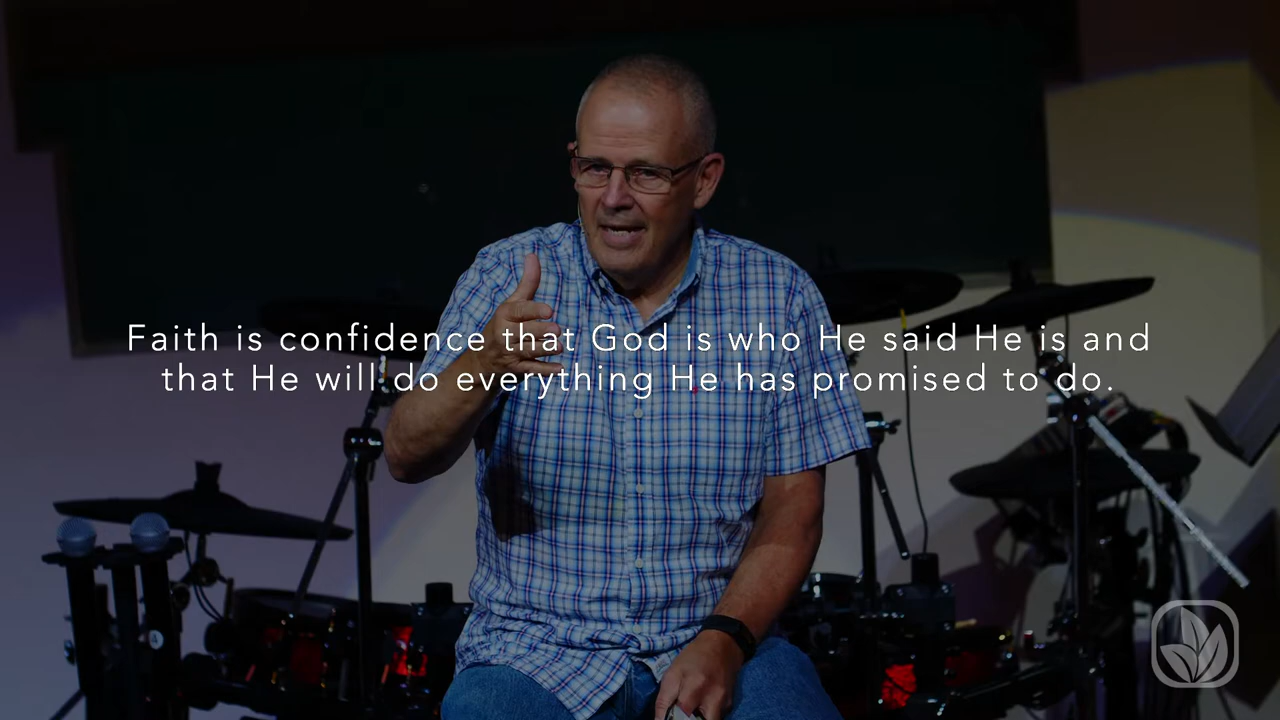 Faith is confidence that God is who He said He is and
that He will do everything He has promised to do.